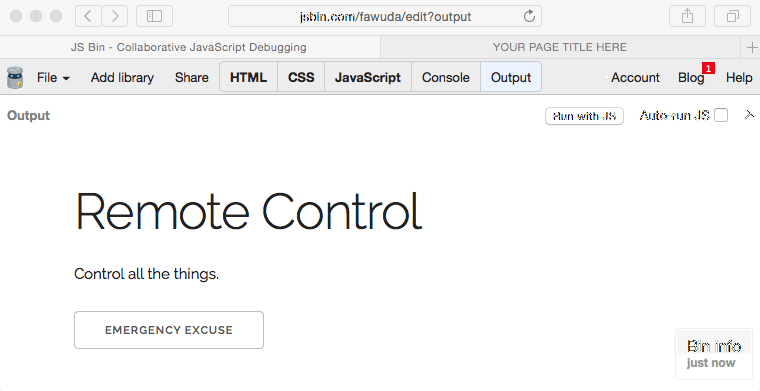 jsbin.com/fawuda/edit?output
JS Bin - Collaborative JavaScript Debugging YOUR PAGE TITLE HERE +
File Add library Share HTML CSS JavaScript Console Output Account Blog 1 Help
Output Run with JS Auto-run JS
Remote Control
Control all the things.
EMERGENCY EXCUSE
Bin info
just now